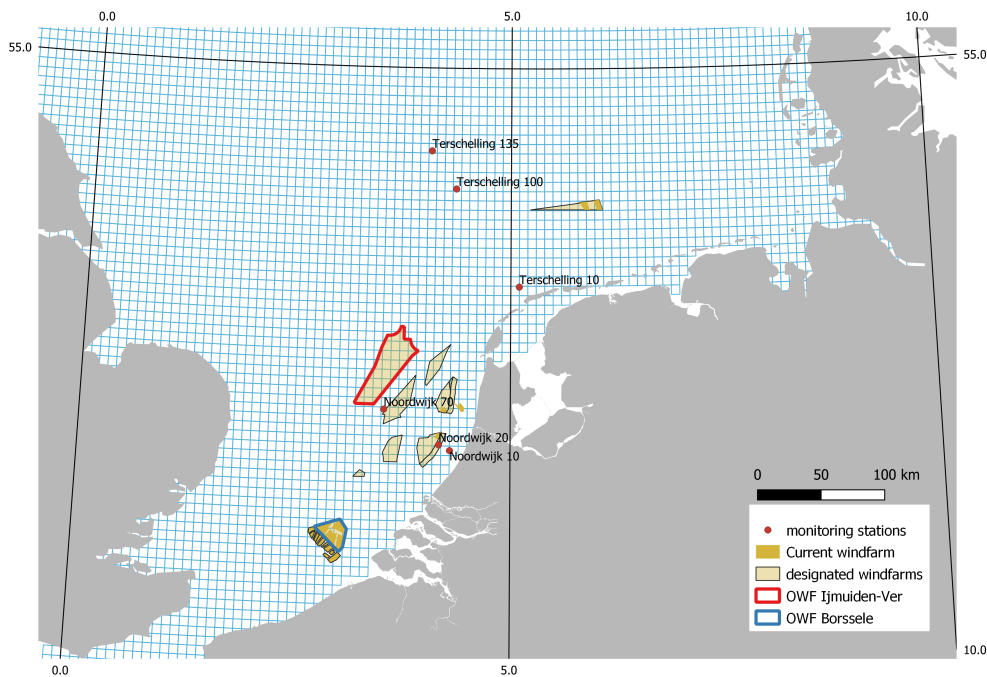 0.0 5.0 10.0
55.0 55.0
Terschelling 135
Terschelling 100
Terschelling 10
Noordwijk 70
Noordwijk 20
Noordwijk 10
0 50 100 km
monitoring stations
Current windfarm
designated windfarms
OWF Ijmuiden-Ver
OWF Borssele
10.0
0.0 5.0